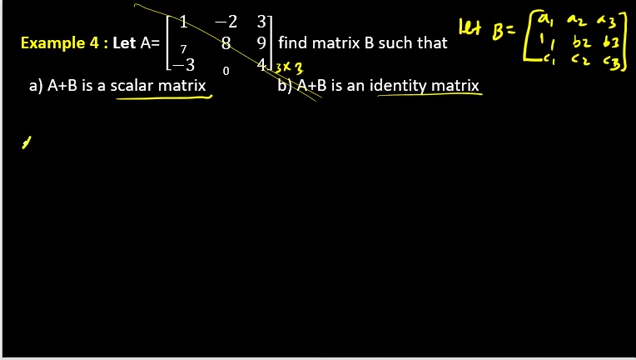 Example 4 : Let A= [1 −2 3
7 8 9
−3 0 4] 3×3 find matrix B such that
a) A+B is a scalar matrix b) A+B is an identity matrix
Let B = [a1 a2 a3
b2 b3
c1 c2 c3]